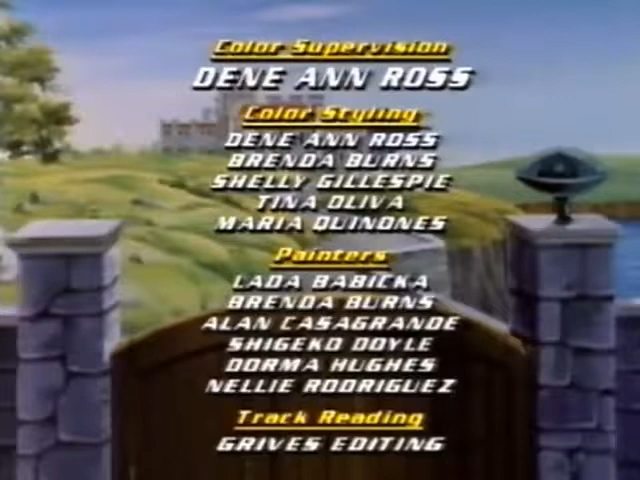 Color Supervision
DENE ANN ROSS
Color Styling
DENE ANN ROSS
BRENDA BURNS
SHELLY GILLESPIE
TINA OLIVA
MARIA QUINONES
Painters
LADA BABICKA
BRENDA BURNS
ALAN CASAGRANDE
SHIGEKO DOYLE
DORMA HUGHES
NELLIE RODRIGUEZ
Track Reading
GRIVES EDITING